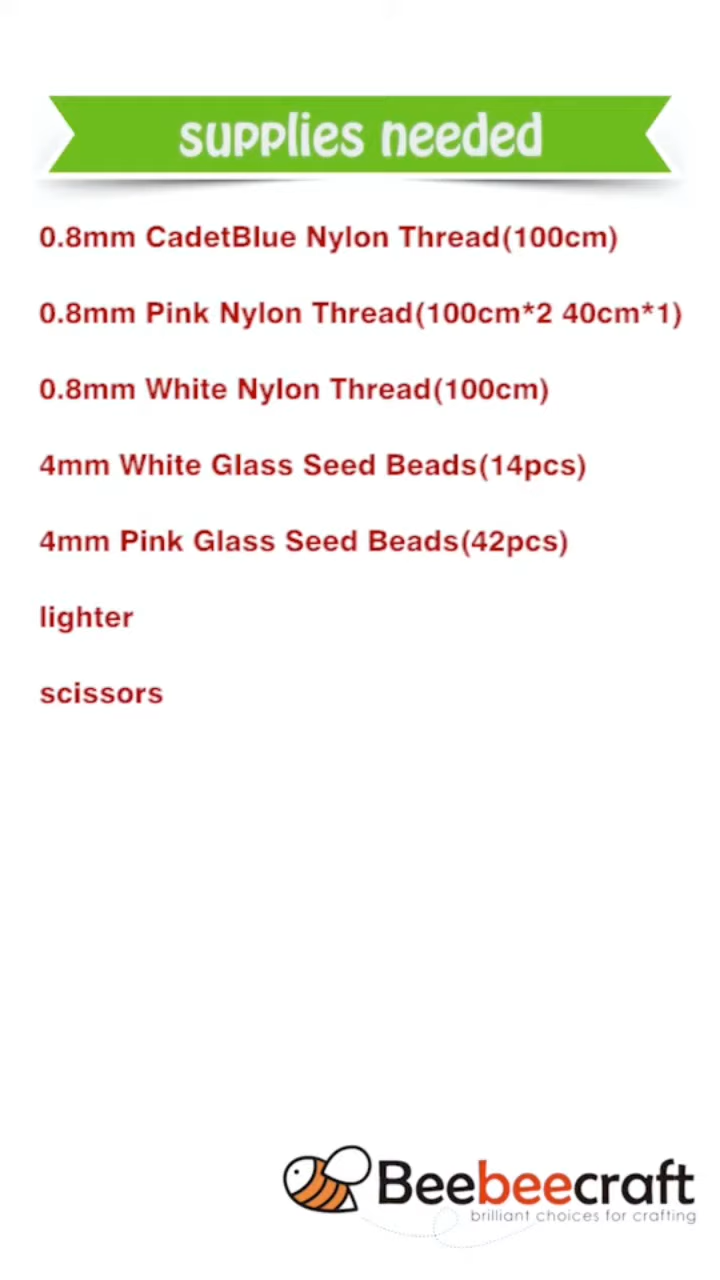 supplies needed
0.8mm CadetBlue Nylon Thread(100cm)
0.8mm Pink Nylon Thread(100cm*2 40cm*1)
0.8mm White Nylon Thread(100cm)
4mm White Glass Seed Beads(14pcs)
4mm Pink Glass Seed Beads(42pcs)
lighter
scissors
Beebeecraft
brilliant choices for crafting